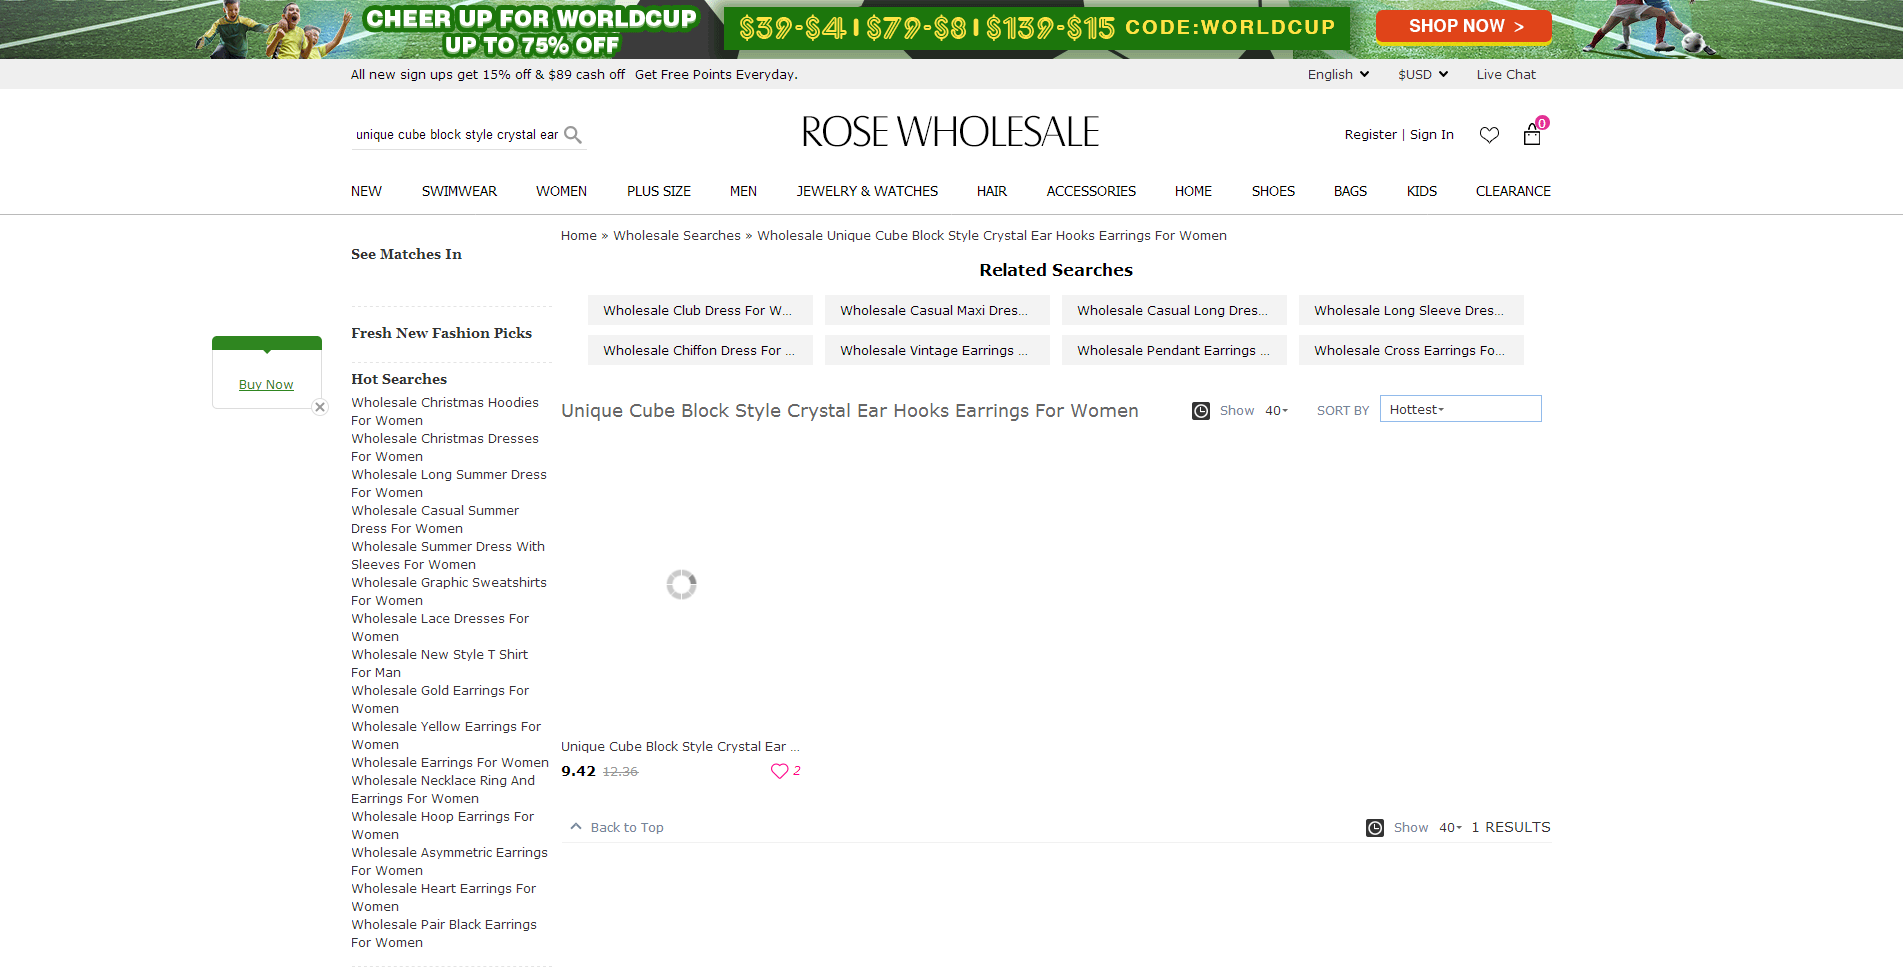 CHEER UP FOR WORLDCUP
UP TO 75% OFF
$39-$4 | $79-$8 | $139-$15 CODE:WORLDCUP
SHOP NOW >
All new sign ups get 15% off & $89 cash off Get Free Points Everyday.
English $USD Live Chat
unique cube block style crystal ear
ROSE WHOLESALE
Register | Sign In
0
NEW SWIMWEAR WOMEN PLUS SIZE MEN JEWELRY & WATCHES HAIR ACCESSORIES HOME SHOES BAGS KIDS CLEARANCE
Home » Wholesale Searches » Wholesale Unique Cube Block Style Crystal Ear Hooks Earrings For Women
See Matches In
Fresh New Fashion Picks
Buy Now
Hot Searches
Wholesale Christmas Hoodies
For Women
Wholesale Christmas Dresses
For Women
Wholesale Long Summer Dress
For Women
Wholesale Casual Summer
Dress For Women
Wholesale Summer Dress With
Sleeves For Women
Wholesale Graphic Sweatshirts
For Women
Wholesale Lace Dresses For
Women
Wholesale New Style T Shirt
For Man
Wholesale Gold Earrings For
Women
Wholesale Yellow Earrings For
Women
Wholesale Earrings For Women
Wholesale Necklace Ring And
Earrings For Women
Wholesale Hoop Earrings For
Women
Wholesale Asymmetric Earrings
For Women
Wholesale Heart Earrings For
Women
Wholesale Pair Black Earrings
For Women
Related Searches
Wholesale Club Dress For W... Wholesale Casual Maxi Dres... Wholesale Casual Long Dres... Wholesale Long Sleeve Dres...
Wholesale Chiffon Dress For ... Wholesale Vintage Earrings ... Wholesale Pendant Earrings ... Wholesale Cross Earrings Fo...
Unique Cube Block Style Crystal Ear Hooks Earrings For Women
Show 40 SORT BY Hottest
Unique Cube Block Style Crystal Ear ...
9.42 12.36 2
Back to Top
Show 40 1 RESULTS